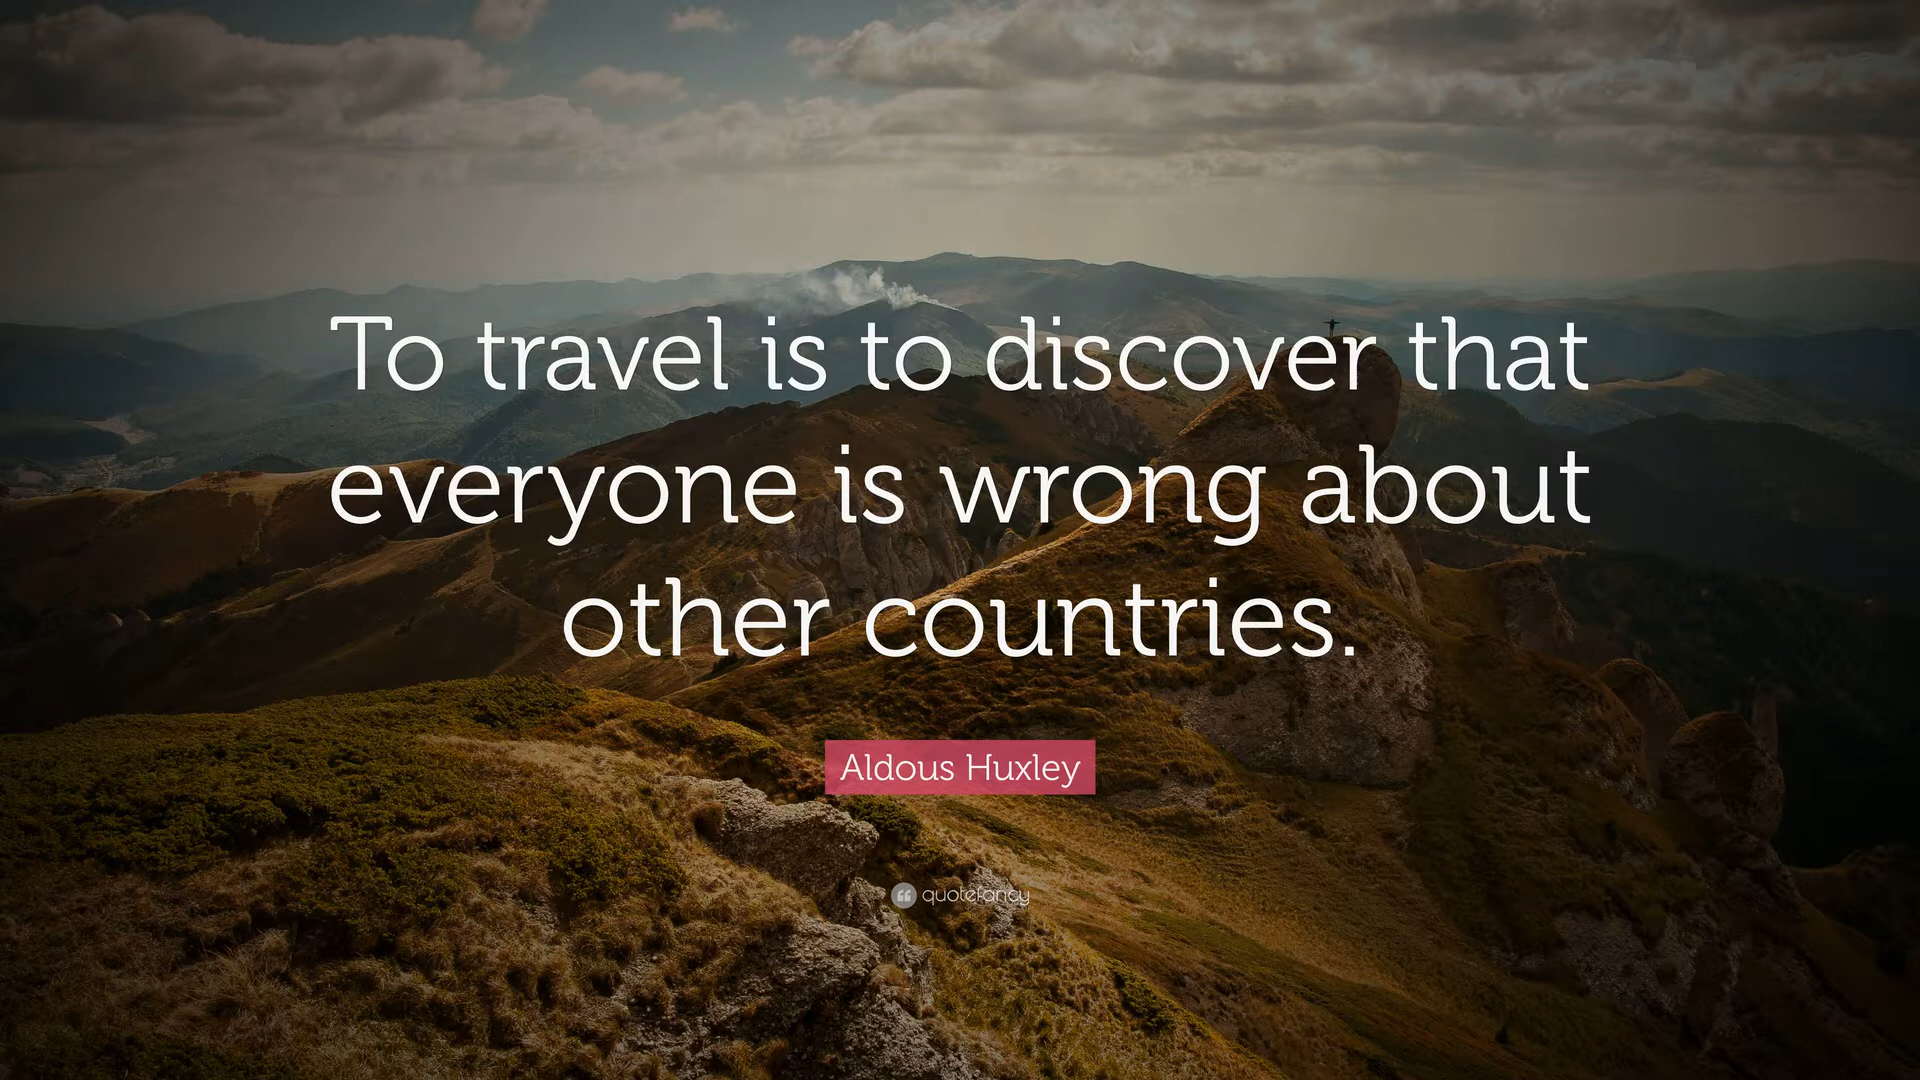 To travel is to discover that
everyone is wrong about
other countries.
Aldous Huxley
quotefancy